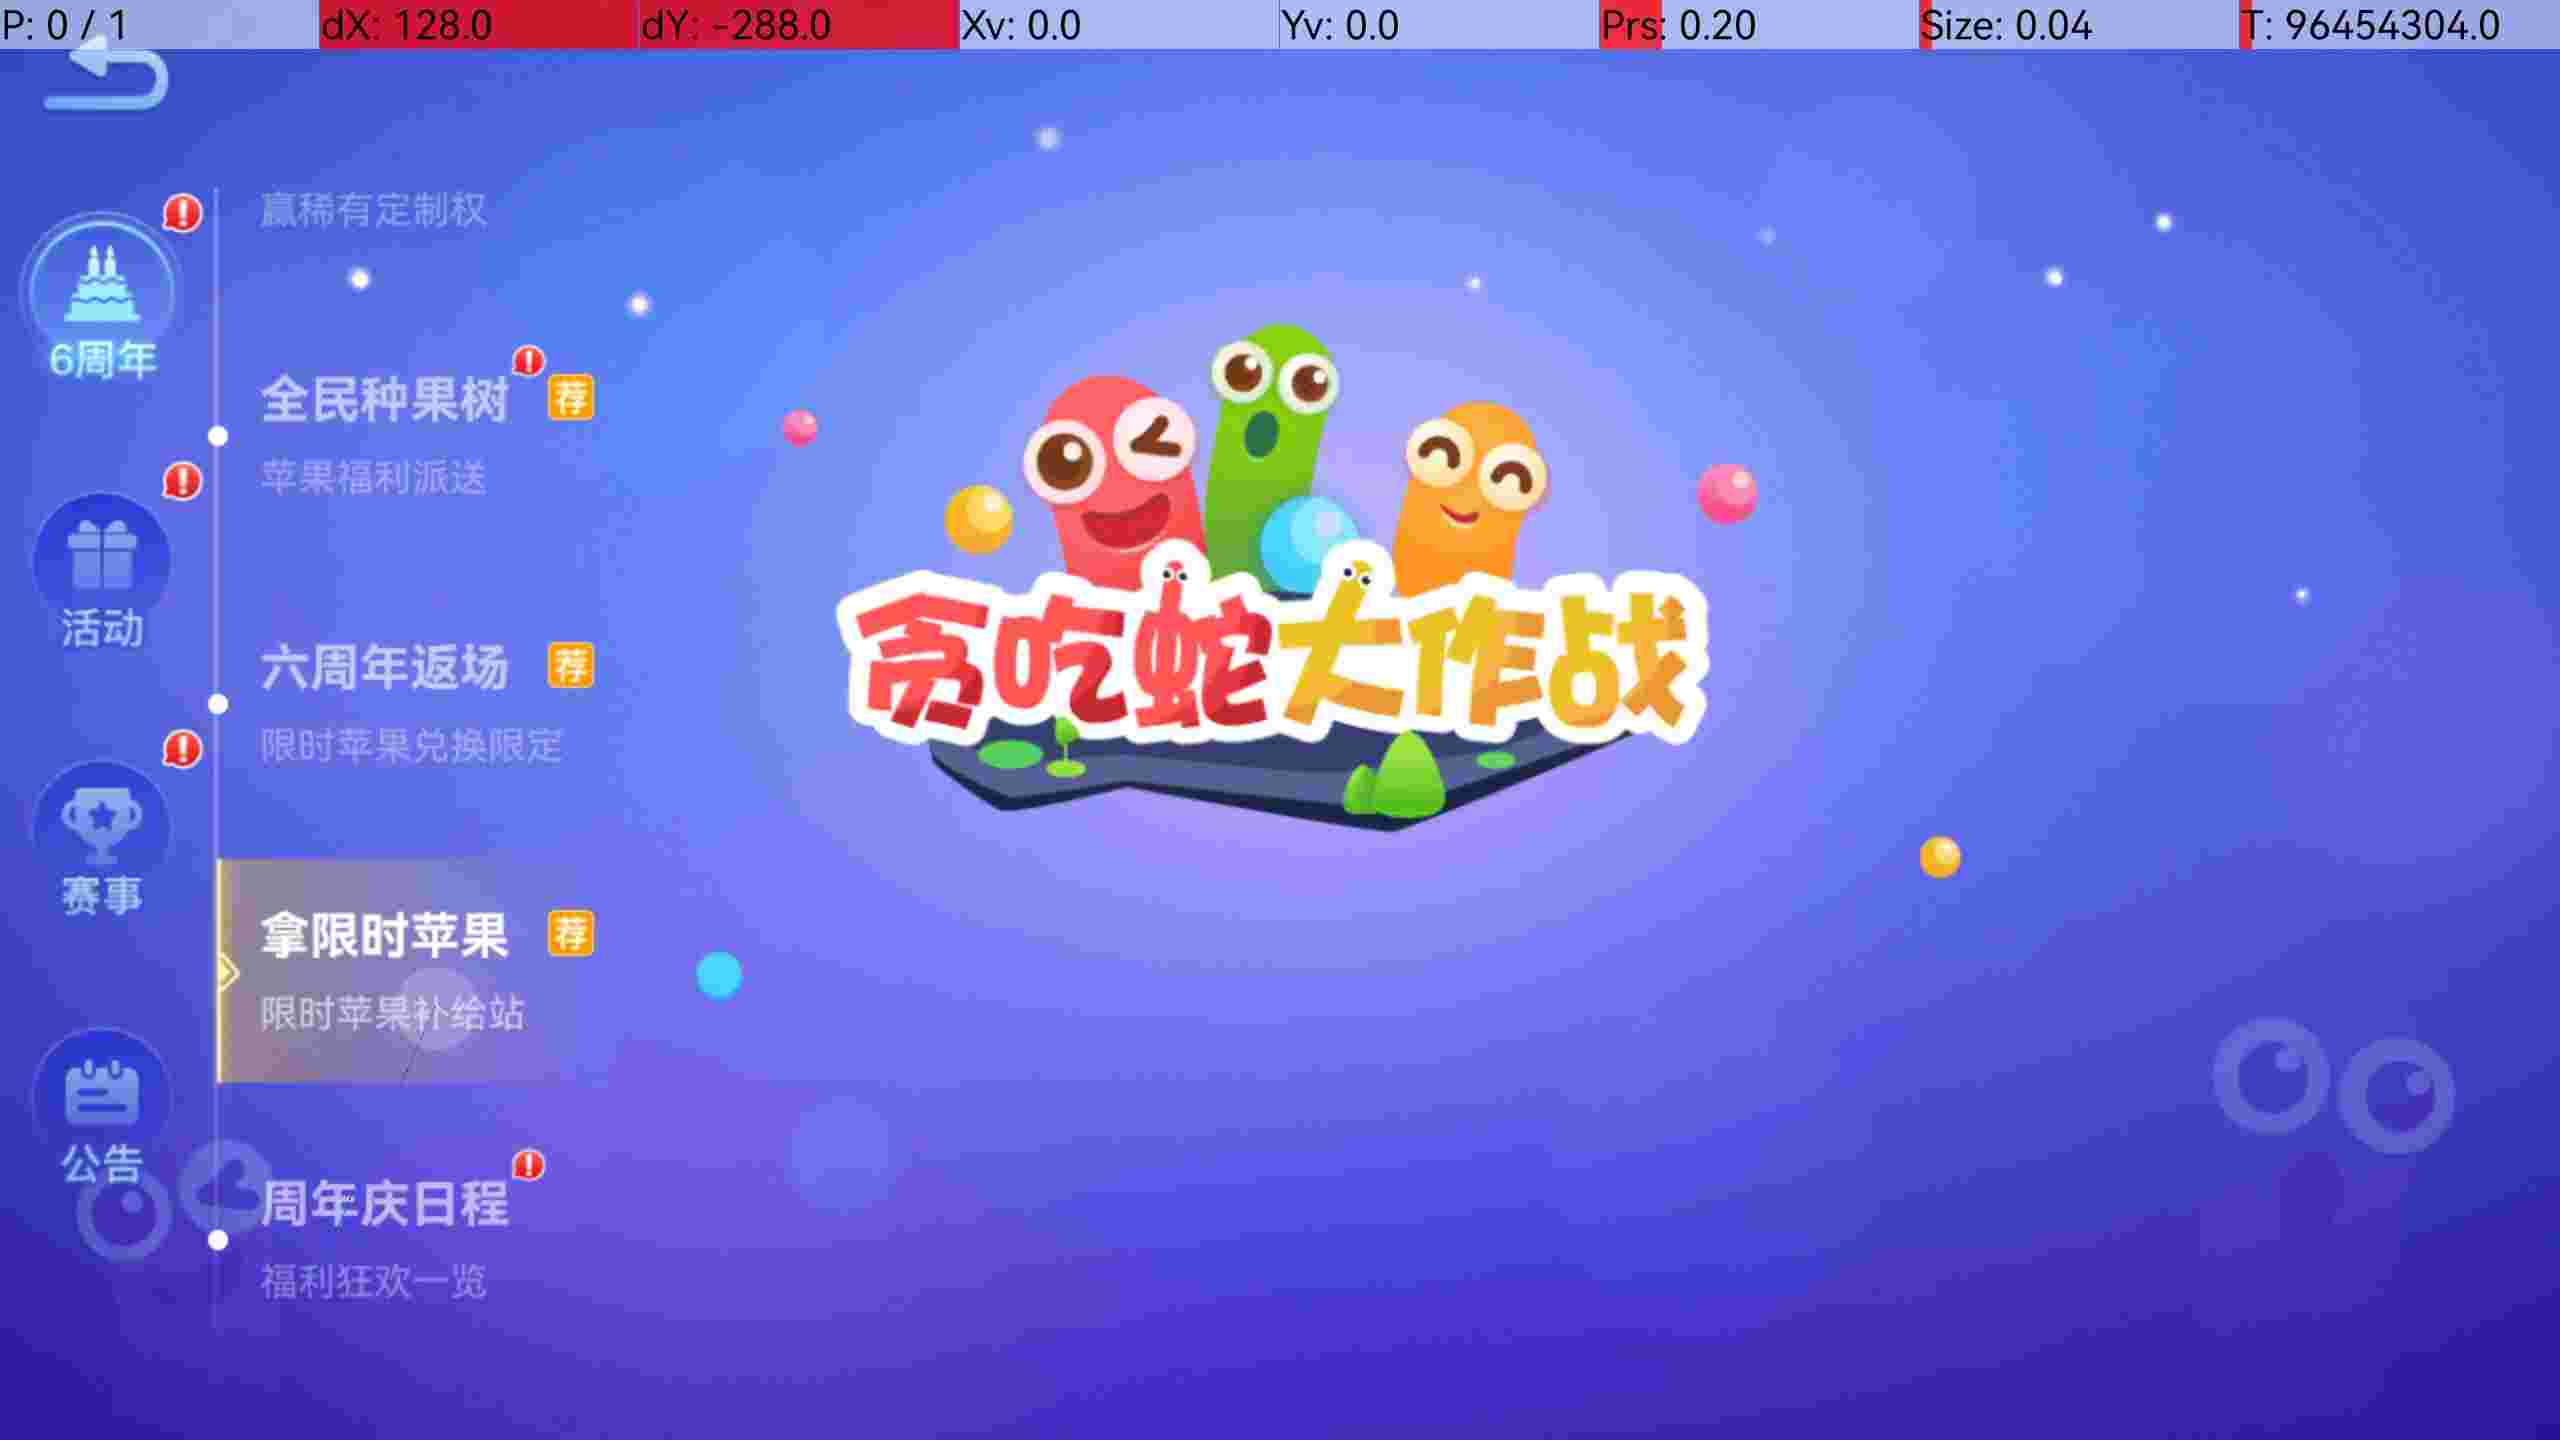 P: 0 / 1
dX: 128.0
dY: -288.0
Xv: 0.0
Yv: 0.0
Prs: 0.20
Size: 0.04
T: 96454304.0
6周年
活动
赛事
公告
赢稀有定制权
全民种果树 荐
苹果福利派送
六周年返场 荐
限时苹果兑换限定
拿限时苹果 荐
限时苹果补给站
周年庆日程
福利狂欢一览
贪吃蛇大作战